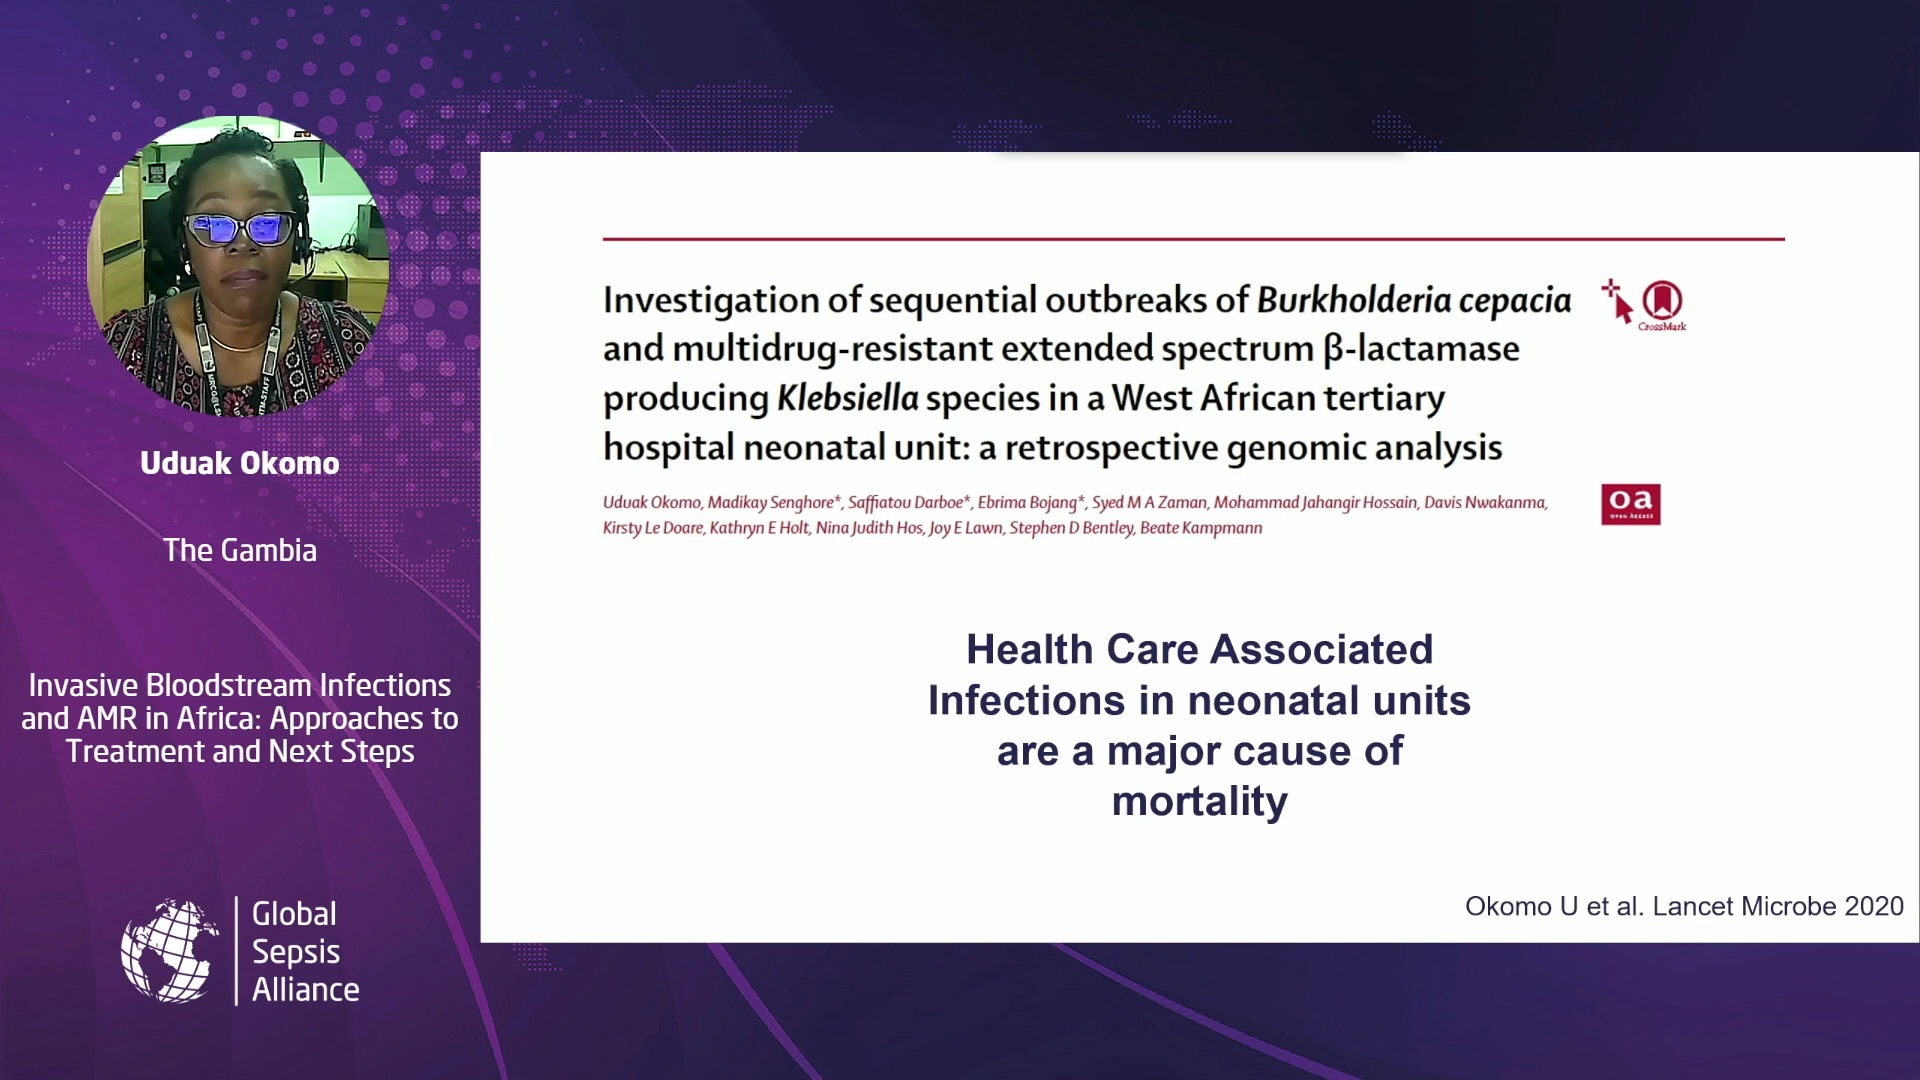 Uduak Okomo
The Gambia
Invasive Bloodstream Infections
and AMR in Africa: Approaches to
Treatment and Next Steps
Global
Sepsis
Alliance
Investigation of sequential outbreaks of Burkholderia cepacia
and multidrug-resistant extended spectrum β-lactamase
producing Klebsiella species in a West African tertiary
hospital neonatal unit: a retrospective genomic analysis
CrossMark
Uduak Okomo, Madikay Senghore*, Saffiatou Darboe*, Ebrima Bojang*, Syed M A Zaman, Mohammad Jahangir Hossain, Davis Nwakanma,
Kirsty Le Doare, Kathryn E Holt, Nina Judith Hos, Joy E Lawn, Stephen D Bentley, Beate Kampmann
oa
OPEN ACCESS
Health Care Associated
Infections in neonatal units
are a major cause of
mortality
Okomo U et al. Lancet Microbe 2020